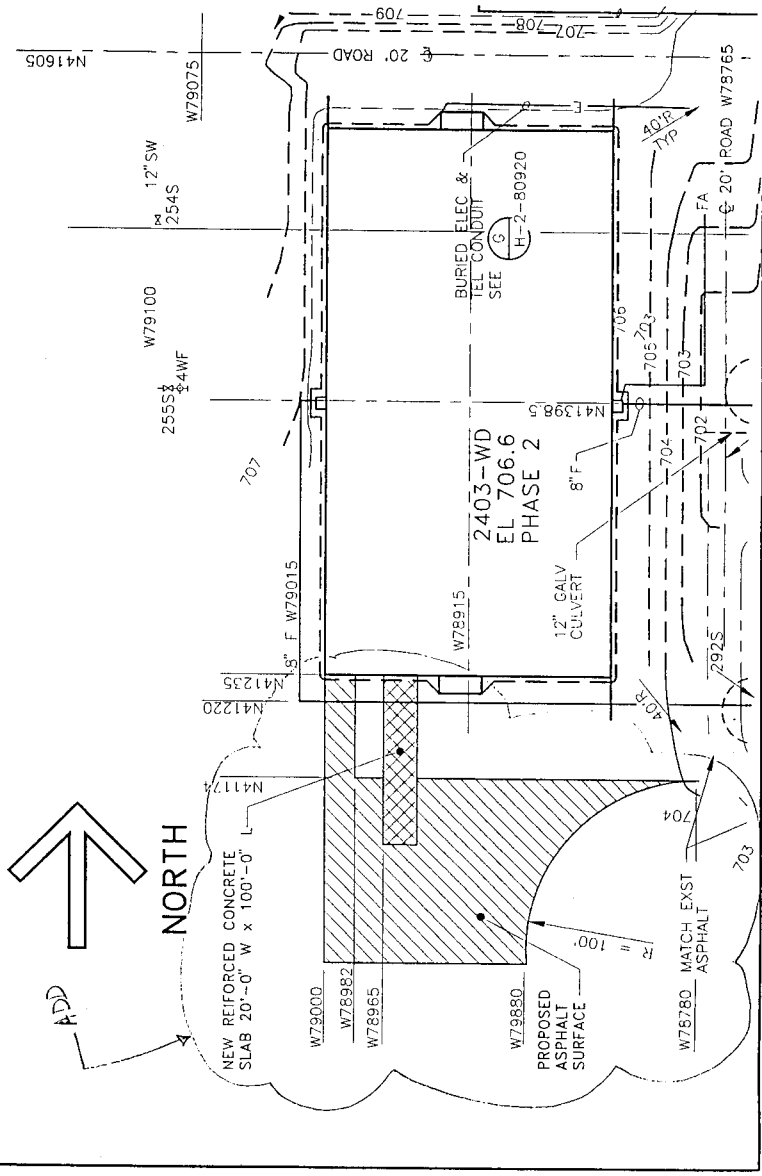 709
708
707
N41605
W79075
℄ 20' ROAD
12" SW
254S
W79100
255S
4WF
707
BURIED ELEC &
TEL CONDUIT
SEE
G
H-2-80920
E
40'R
TYP
℄ 20' ROAD W78765
FA
706
703
705
703
704
702
N41398.5
8" F
2403-WD
EL 706.6
PHASE 2
W78915
12" GALV
CULVERT
292S
8" F W79015
N41235
N41220
N41174
40'R
NORTH
ADD
NEW REIFORCED CONCRETE
SLAB 20'-0" W x 100'-0" L
W79000
W78982
W78965
W79880
PROPOSED
ASPHALT
SURFACE
R = 100'
W78780 MATCH EXST
ASPHALT
704
703